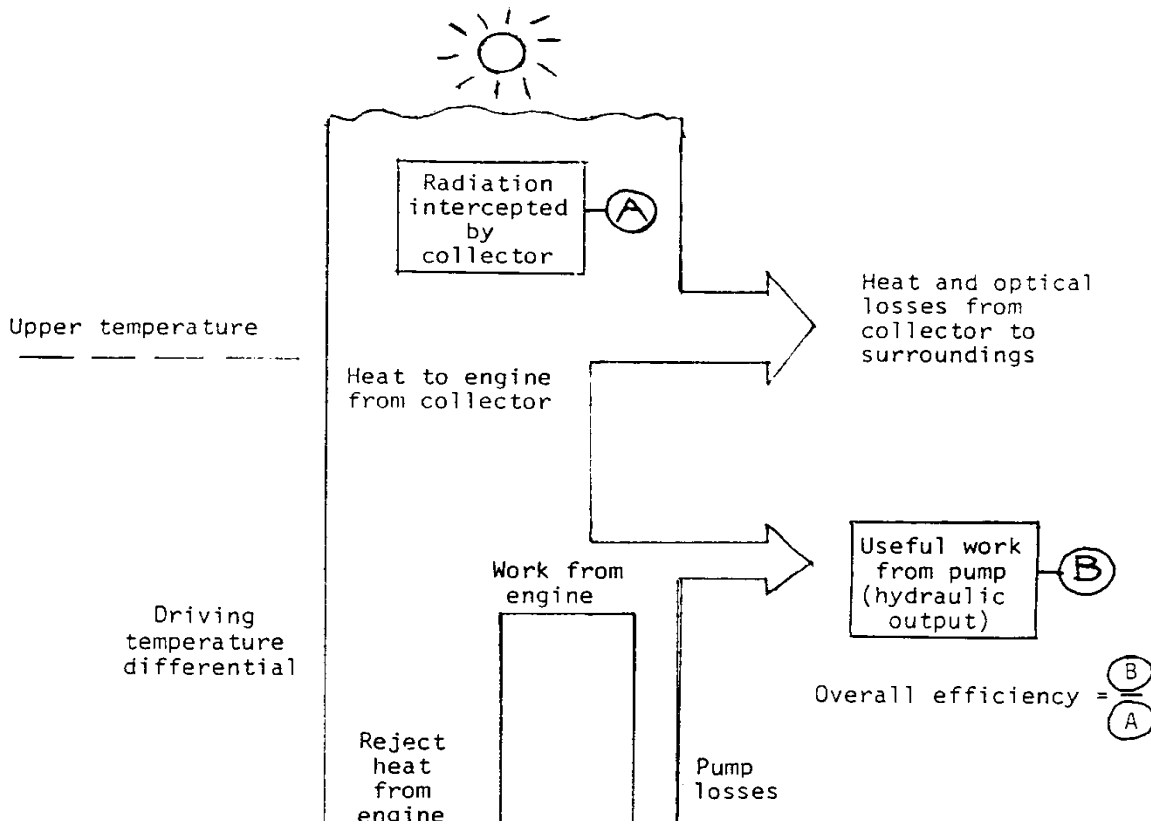 Radiation
intercepted
by
collector
A
Heat and optical
losses from
collector to
surroundings
Upper temperature
Heat to engine
from collector
Useful work
from pump
(hydraulic
output)
B
Work from
engine
Driving
temperature
differential
Overall efficiency = B
A
Reject
heat
from
engine
Pump
losses